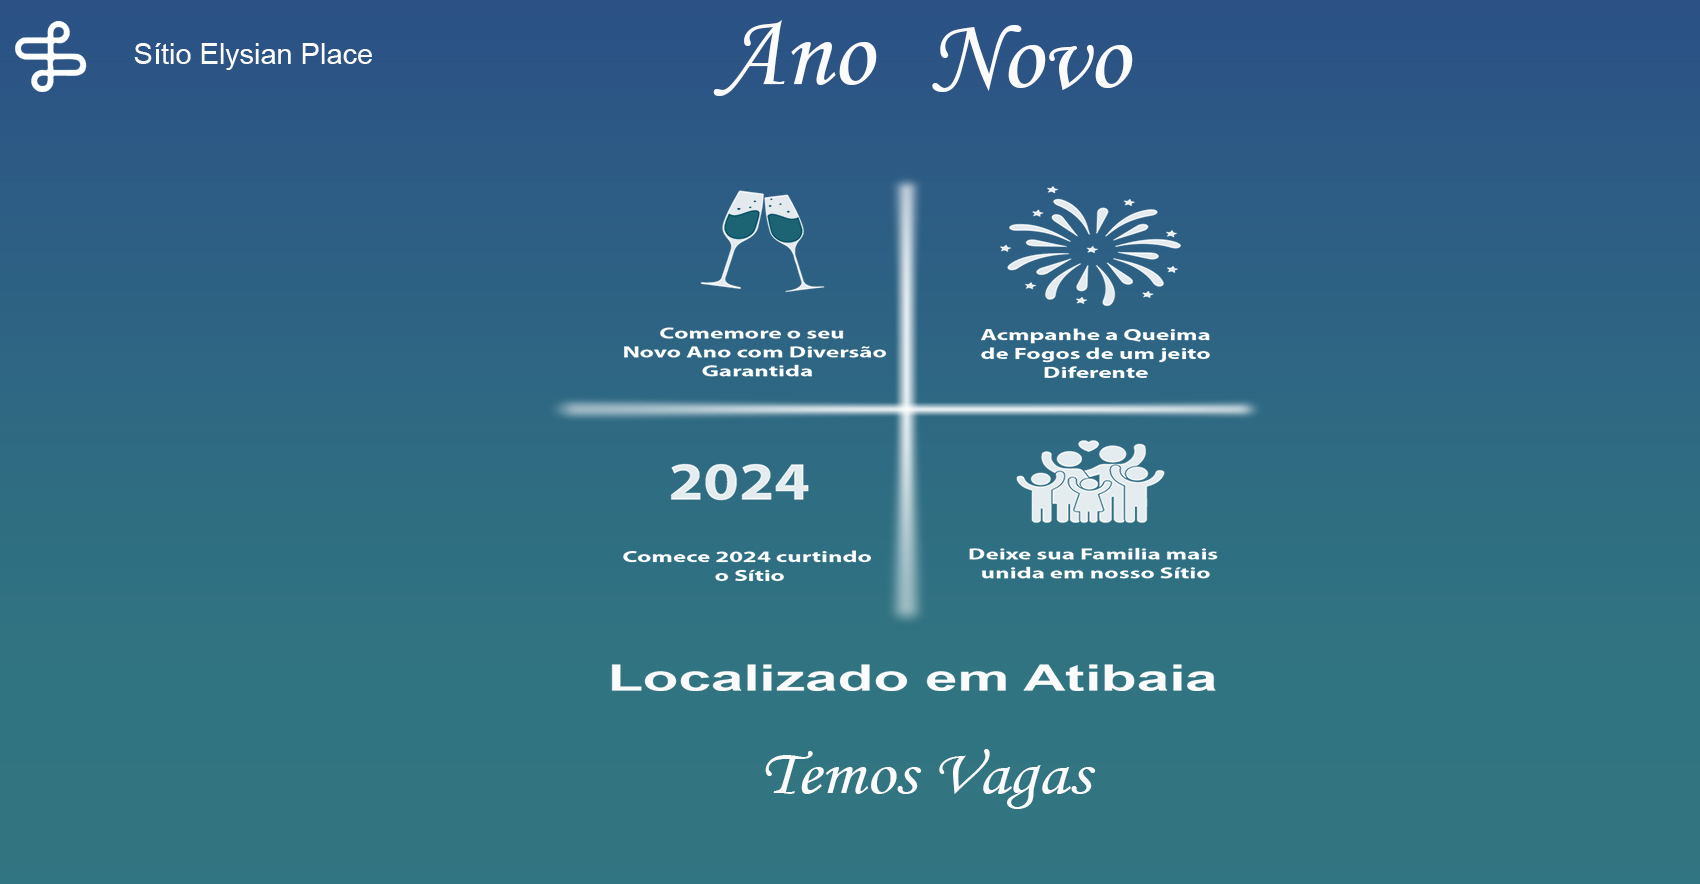 Sítio Elysian Place
Ano Novo
Comemore o seu
Novo Ano com Diversão
Garantida
Acmpanhe a Queima
de Fogos de um jeito
Diferente
2024
Comece 2024 curtindo
o Sítio
Deixe sua Familia mais
unida em nosso Sítio
Localizado em Atibaia
Temos Vagas